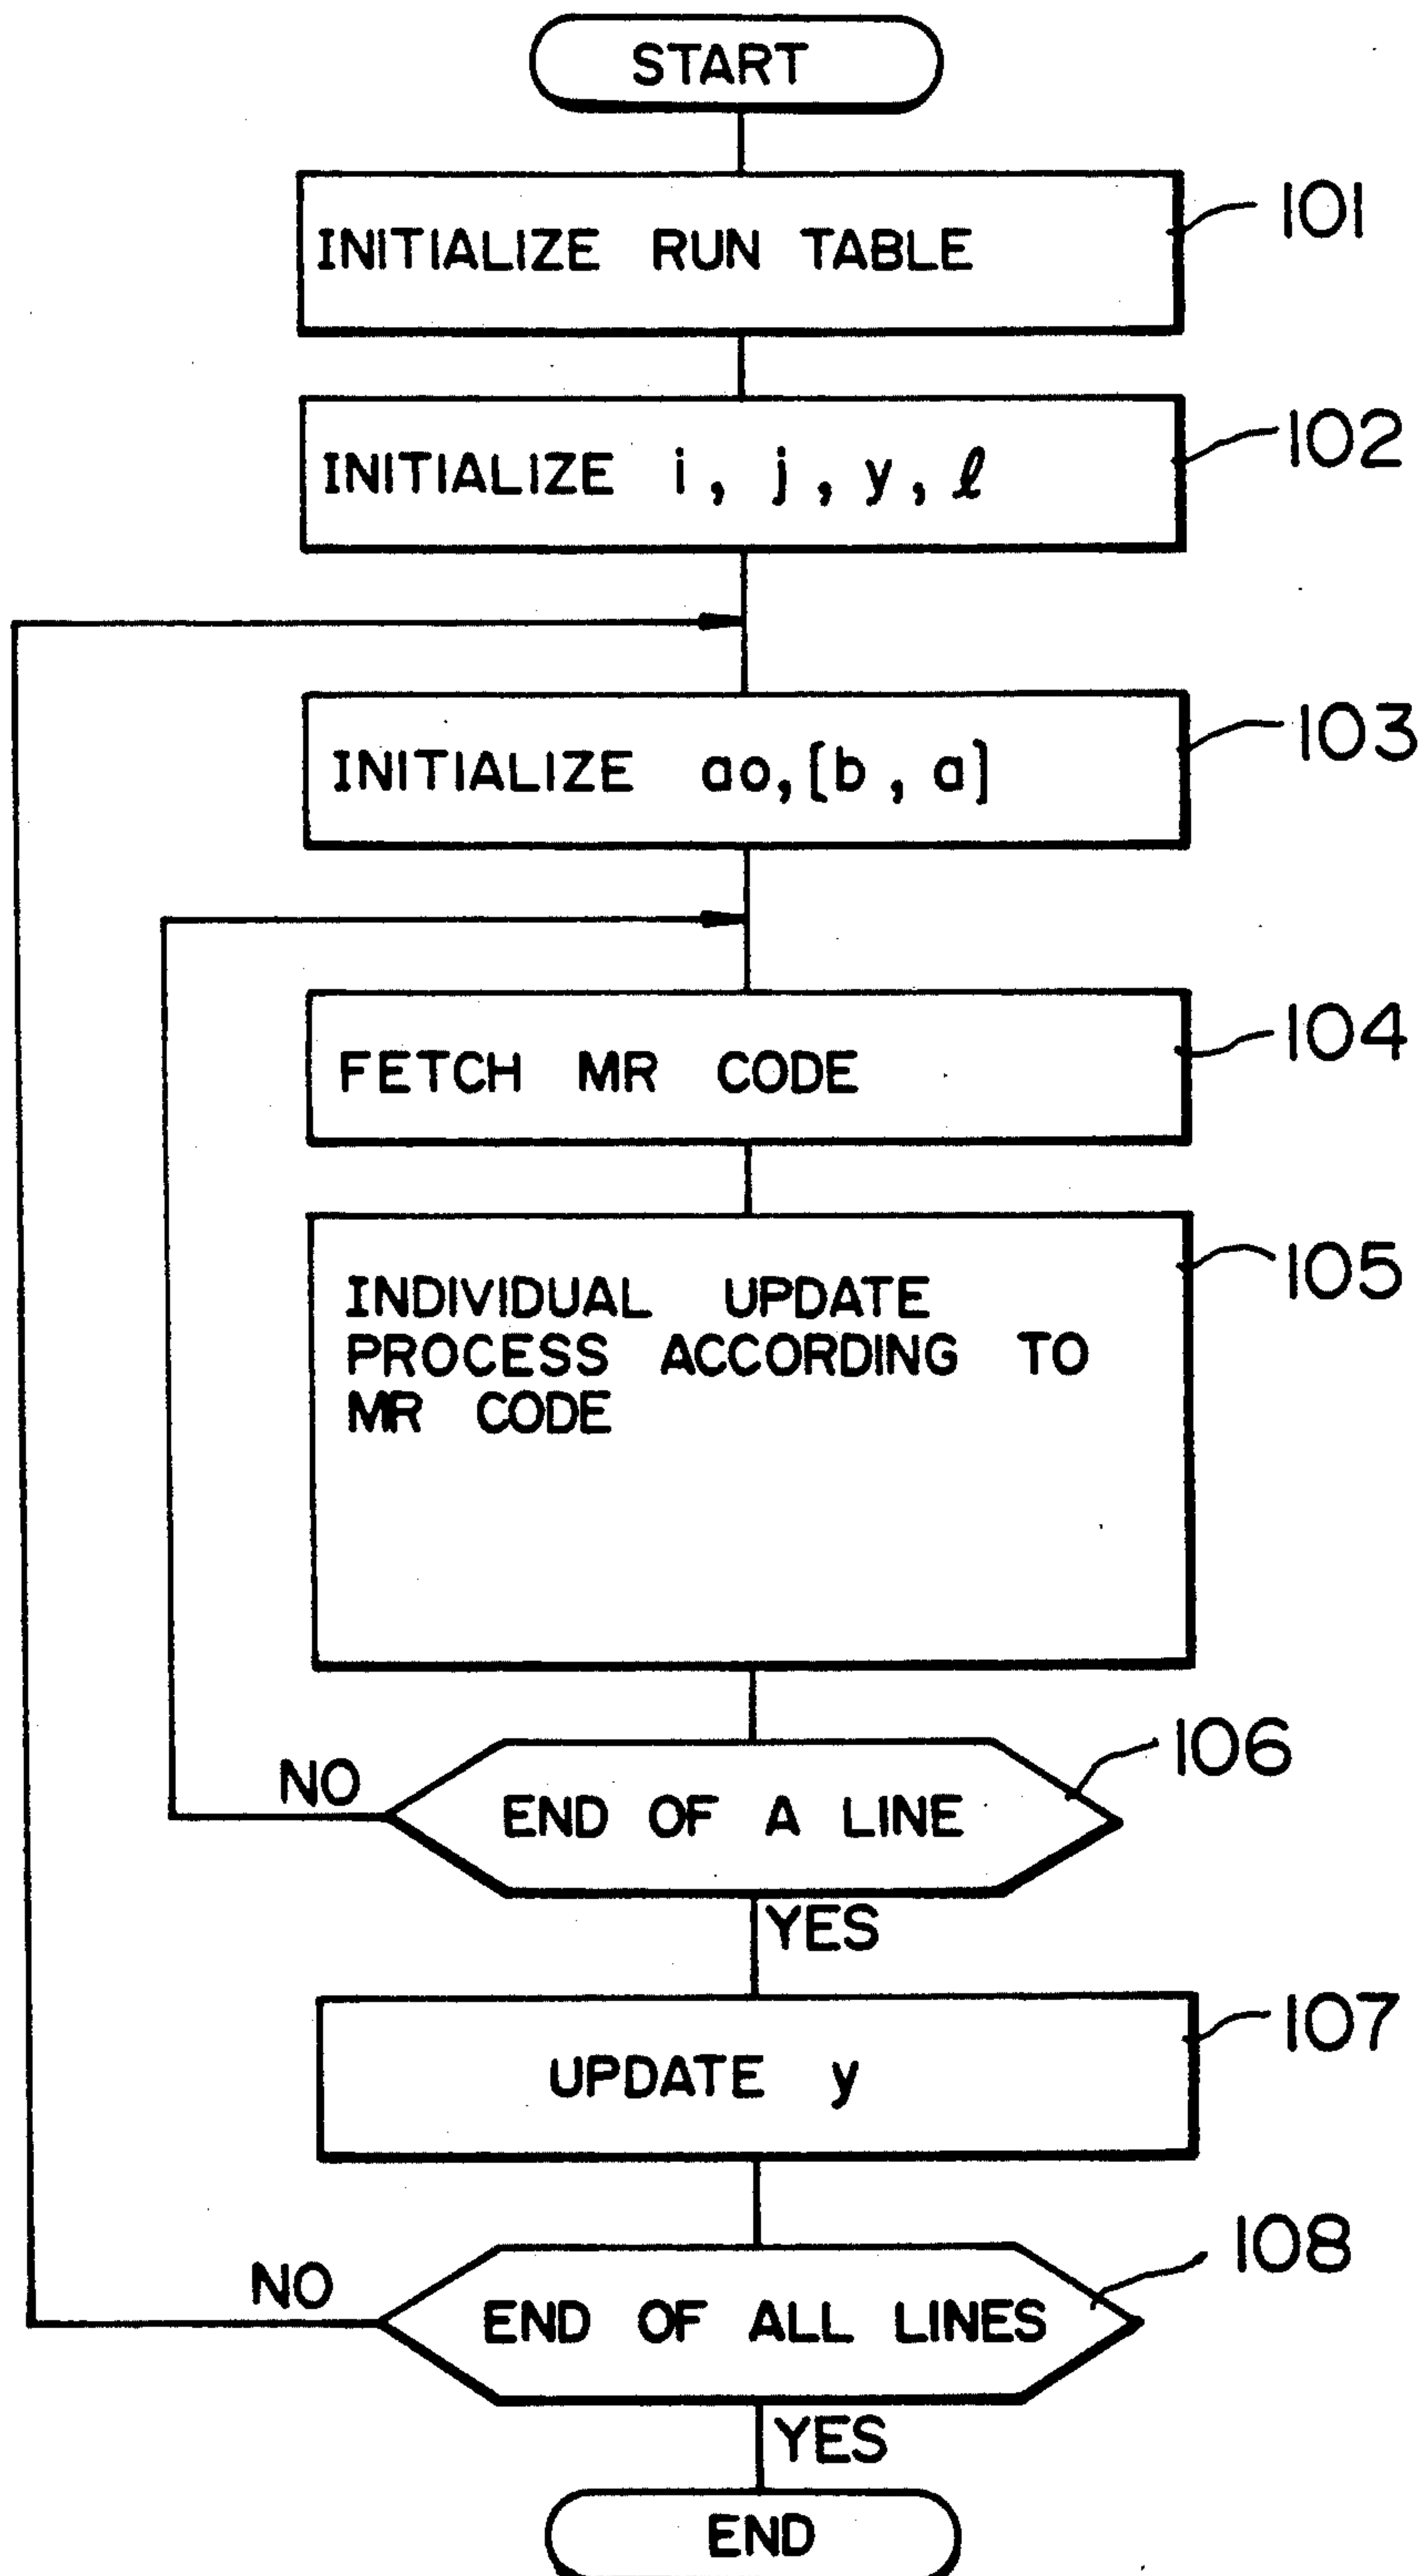 START
INITIALIZE RUN TABLE
101
INITIALIZE i, j, y, ℓ
102
INITIALIZE ao, [b, a]
103
FETCH MR CODE
104
INDIVIDUAL UPDATE
PROCESS ACCORDING TO
MR CODE
105
END OF A LINE
106
NO
YES
UPDATE y
107
END OF ALL LINES
108
NO
YES
END